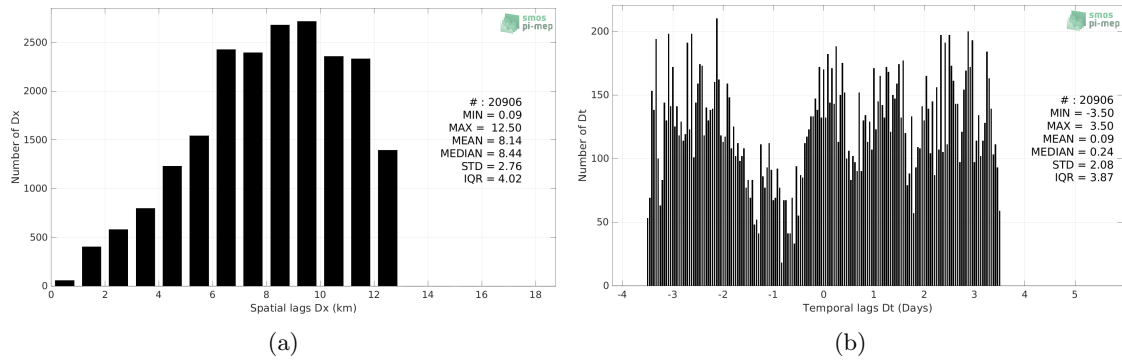 smos
pi-mep
2500
2000
1500
1000
500
0
Number of Dx
# : 20906
MIN = 0.09
MAX = 12.50
MEAN = 8.14
MEDIAN = 8.44
STD = 2.76
IQR = 4.02
0 2 4 6 8 10 12 14 16 18
Spatial lags Dx (km)
(a)
smos
pi-mep
200
150
100
50
0
Number of Dt
# : 20906
MIN = -3.50
MAX = 3.50
MEAN = 0.09
MEDIAN = 0.24
STD = 2.08
IQR = 3.87
-4 -3 -2 -1 0 1 2 3 4 5
Temporal lags Dt (Days)
(b)